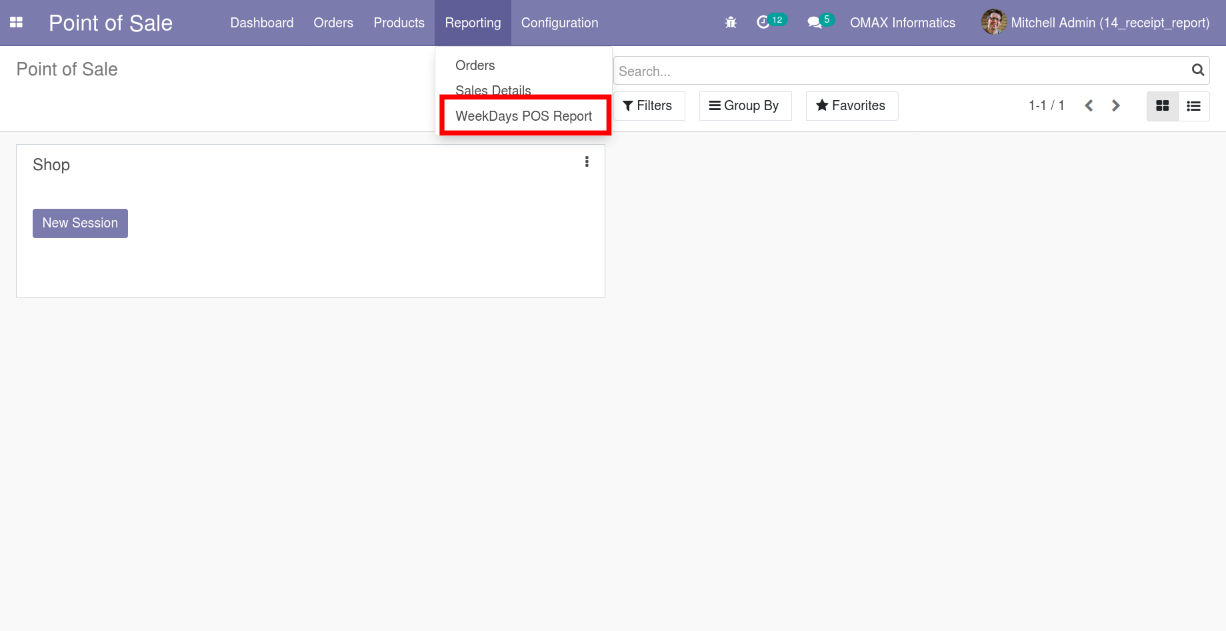 Point of Sale Dashboard Orders Products Reporting Configuration 12 5 OMAX Informatics Mitchell Admin (14_receipt_report)
Point of Sale
Orders
Sales Details
WeekDays POS Report
Search...
Filters Group By Favorites 1-1 / 1
Shop
New Session